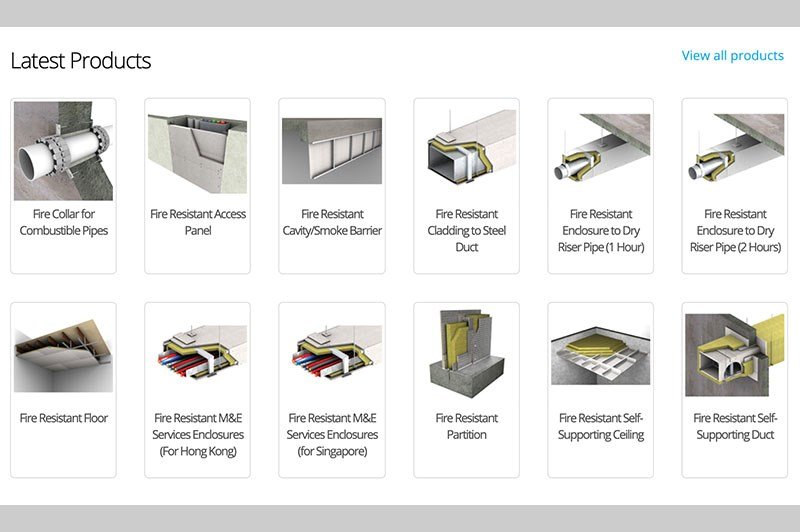 Latest Products
View all products
Fire Collar for
Combustible Pipes
Fire Resistant Access
Panel
Fire Resistant
Cavity/Smoke Barrier
Fire Resistant
Cladding to Steel
Duct
Fire Resistant
Enclosure to Dry
Riser Pipe (1 Hour)
Fire Resistant
Enclosure to Dry
Riser Pipe (2 Hours)
Fire Resistant Floor
Fire Resistant M&E
Services Enclosures
(For Hong Kong)
Fire Resistant M&E
Services Enclosures
(for Singapore)
Fire Resistant
Partition
Fire Resistant Self-
Supporting Ceiling
Fire Resistant Self-
Supporting Duct